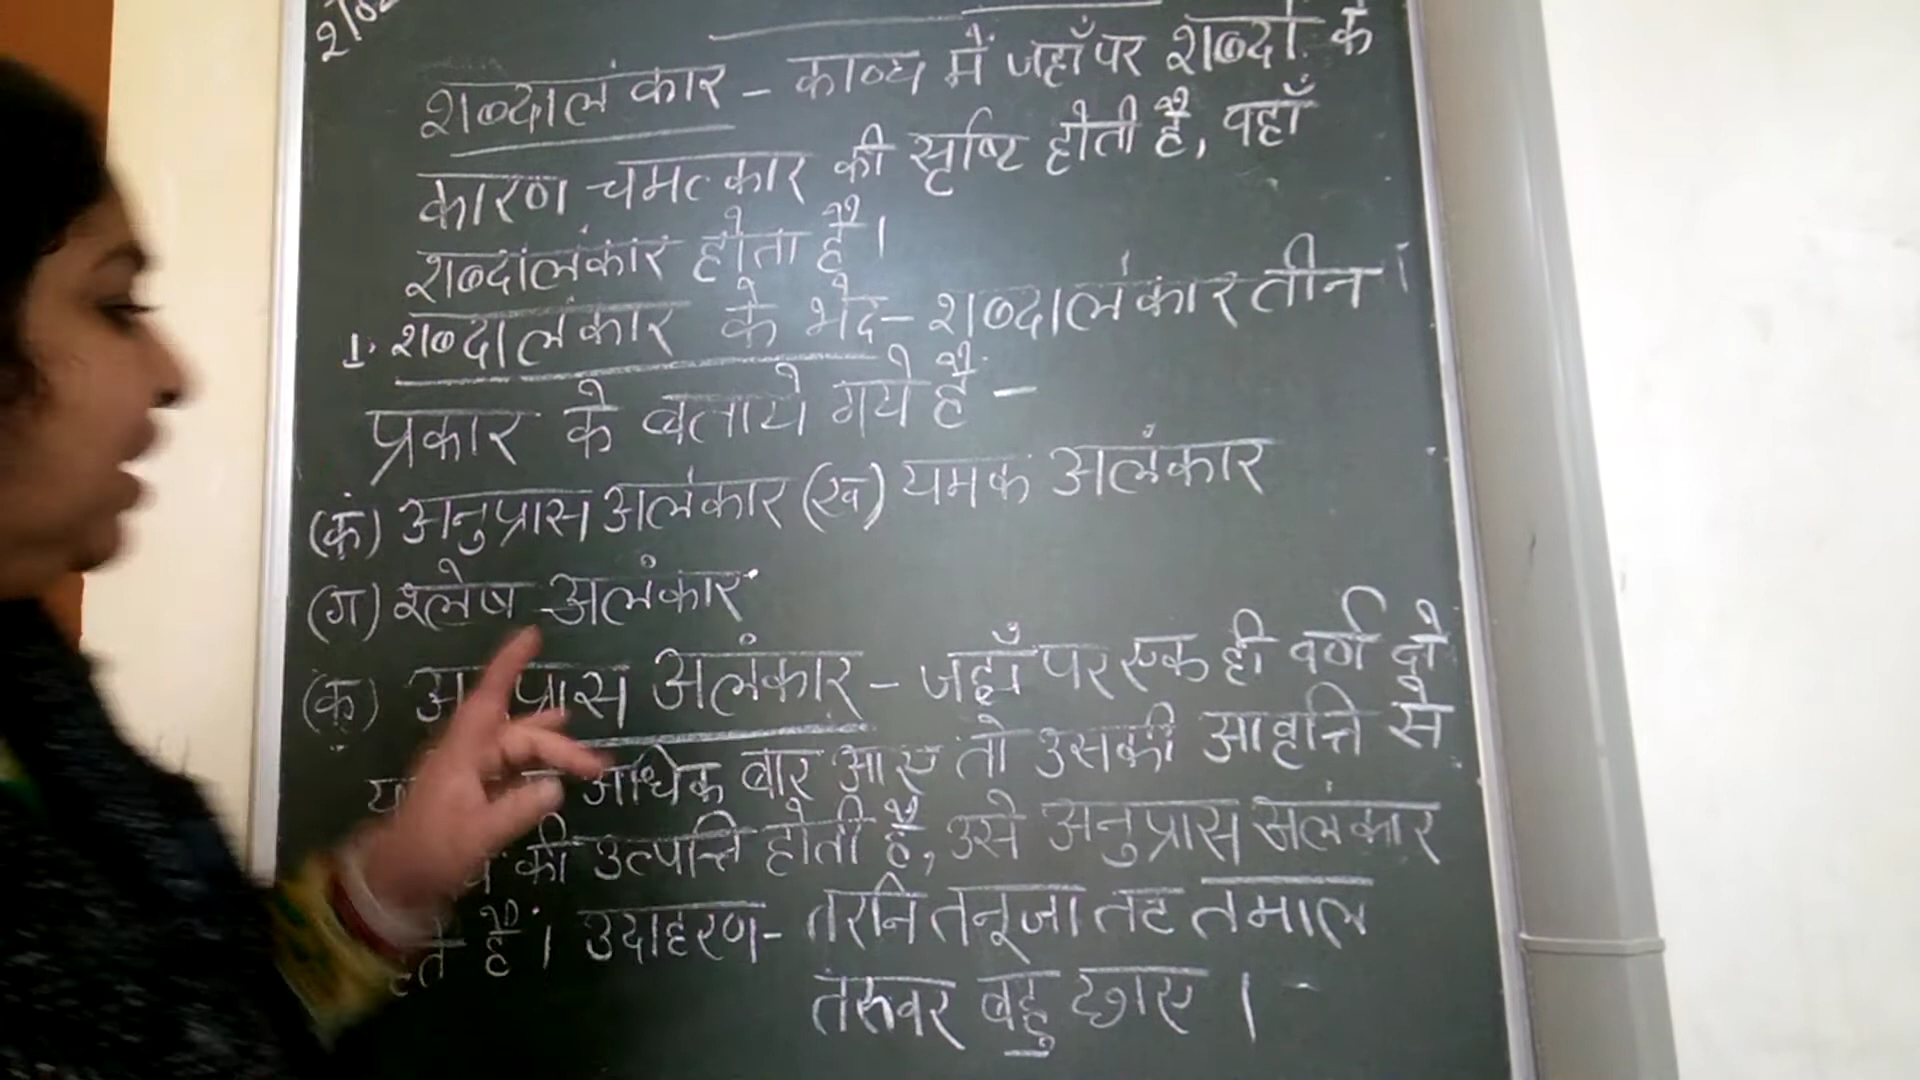 शब्दालंकार - काव्य में जहाँ पर शब्दों के
कारण चमत्कार की सृष्टि होती है, वहाँ
शब्दालंकार होता है।
1. शब्दालंकार के भेद - शब्दालंकार तीन
प्रकार के बताये गये हैं -
(क) अनुप्रास अलंकार (ख) यमक अलंकार
(ग) श्लेष अलंकार
(क) अलंकार - जहाँ पर एक ही वर्ण दो
अधिक बार आए तो उसकी आवृत्ति से
की उत्पत्ति होती है, उसे अनुप्रास अलंकार
हैं। उदाहरण - तरनि तनूजा तट तमाल
तरुवर बहु छाए।